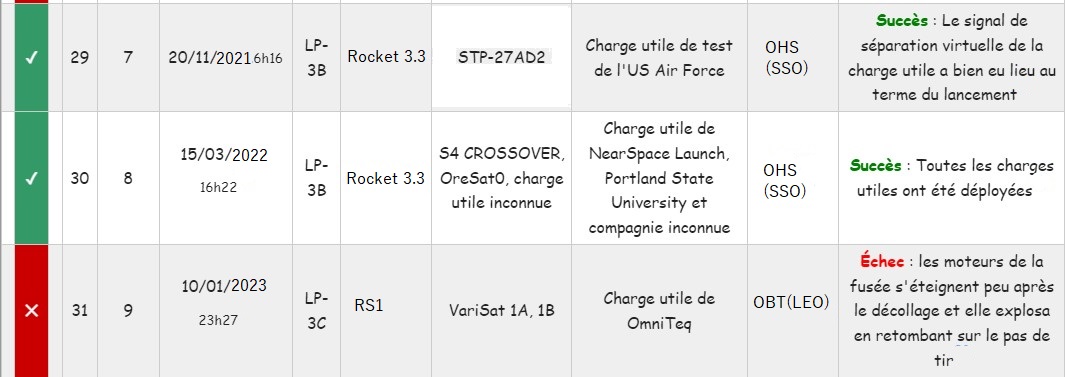 ✓ 29 7 20/11/2021 6h16 LP-3B Rocket 3.3 STP-27AD2 Charge utile de test de l'US Air Force OHS (SSO) Succès : Le signal de séparation virtuelle de la charge utile a bien eu lieu au terme du lancement
✓ 30 8 15/03/2022 16h22 LP-3B Rocket 3.3 S4 CROSSOVER, OreSat0, charge utile inconnue Charge utile de NearSpace Launch, Portland State University et compagnie inconnue OHS (SSO) Succès : Toutes les charges utiles ont été déployées
✕ 31 9 10/01/2023 23h27 LP-3C RS1 VariSat 1A, 1B Charge utile de OmniTeq OBT(LEO) Échec : les moteurs de la fusée s'éteignent peu après le décollage et elle explosa en retombant sur le pas de tir